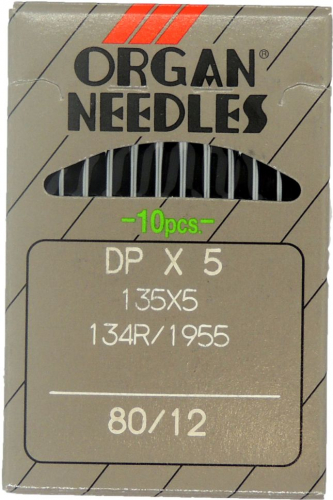 ORGAN®
NEEDLES
-10pcs.-
DP X 5
135X5
134R/1955
80/12